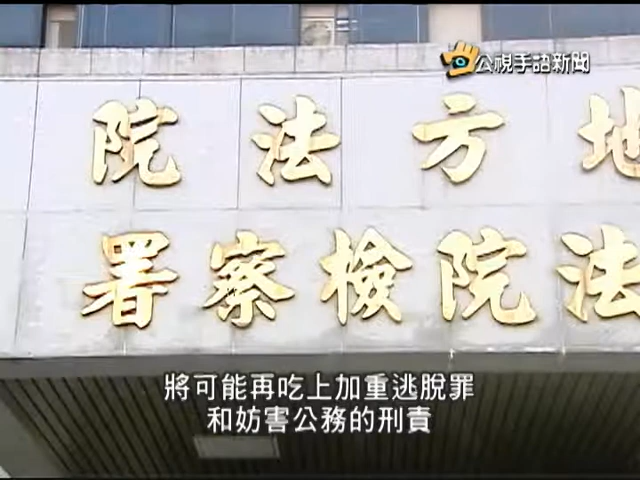 公視手語新聞
地方法院
法院檢察署
將可能再吃上加重逃脫罪
和妨害公務的刑責